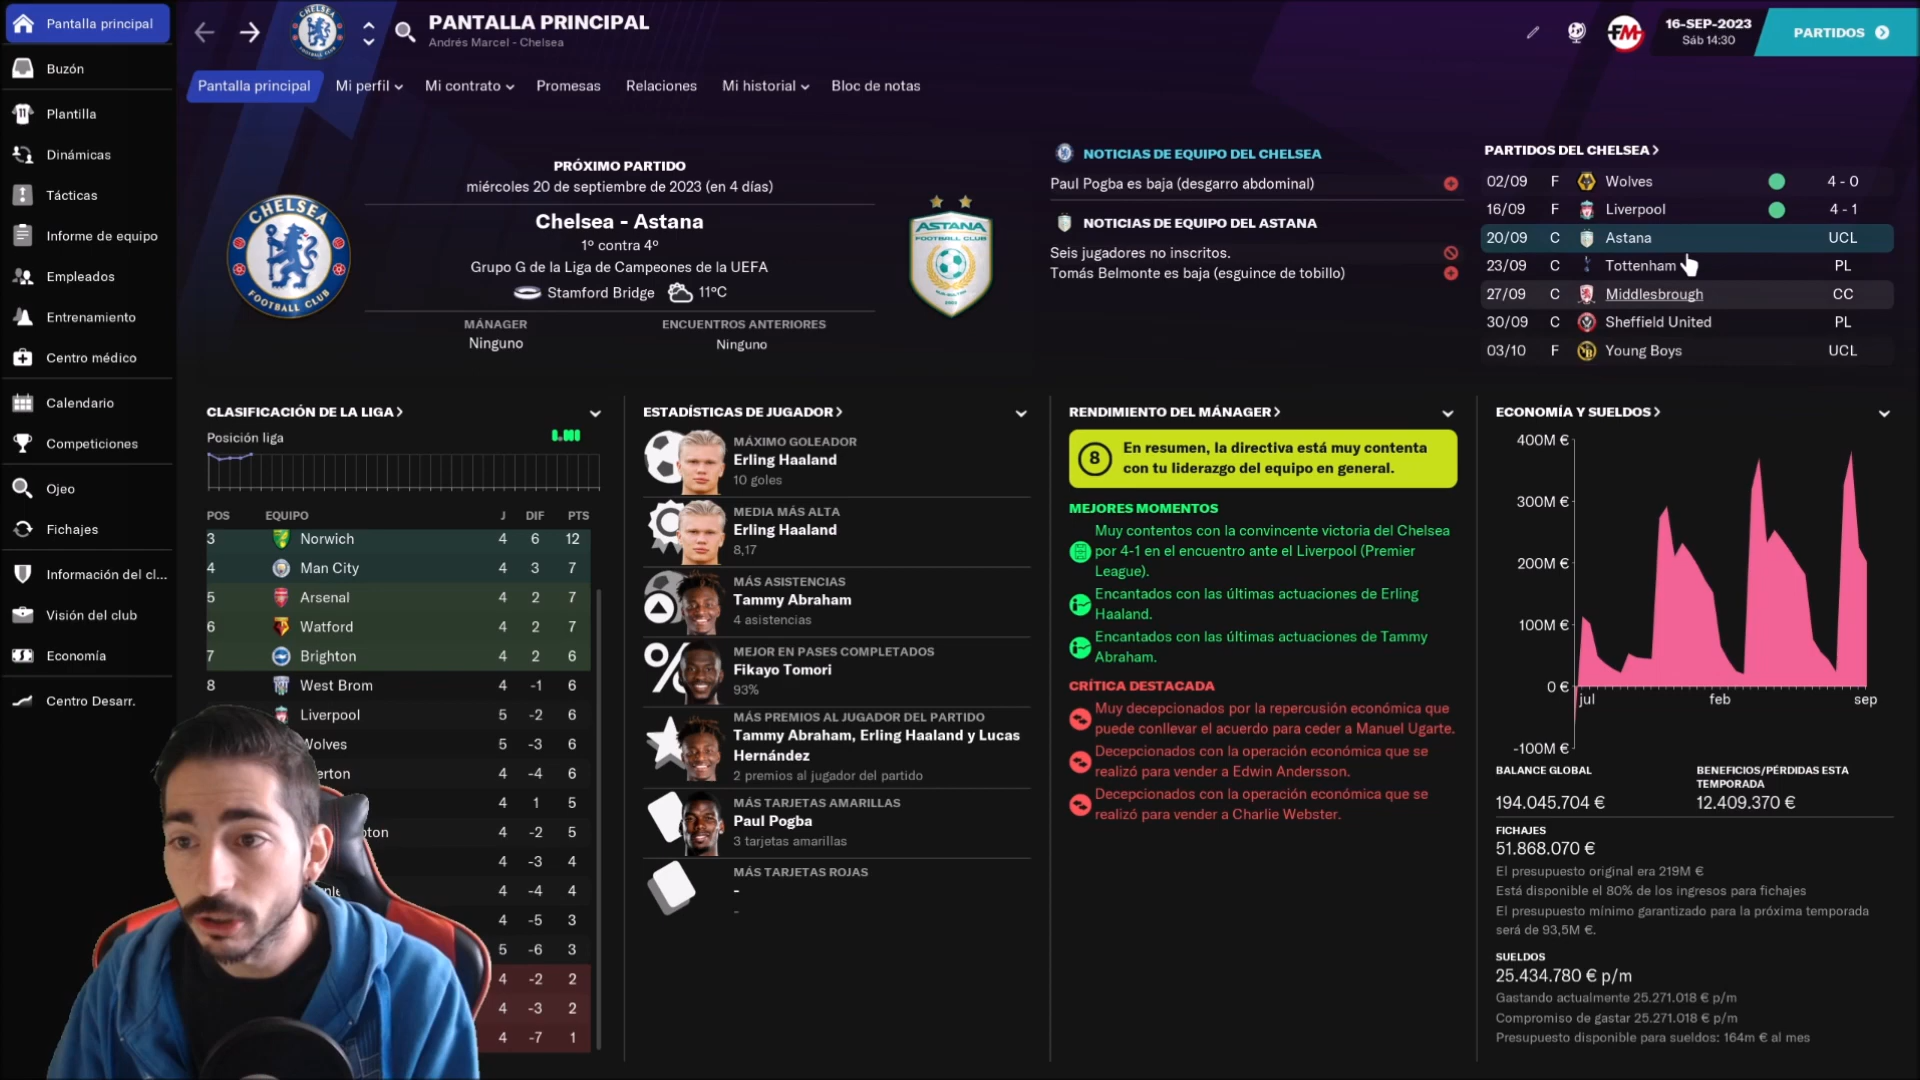 Pantalla principal
Buzón
Plantilla
Dinámicas
Tácticas
Informe de equipo
Empleados
Entrenamiento
Centro médico
Calendario
Competiciones
Ojeo
Fichajes
Información del cl...
Visión del club
Economía
Centro Desarr.
PANTALLA PRINCIPAL
Andrés Marcel - Chelsea
FM
16-SEP-2023
Sáb 14:30
PARTIDOS
Pantalla principal
Mi perfil
Mi contrato
Promesas
Relaciones
Mi historial
Bloc de notas
PRÓXIMO PARTIDO
miércoles 20 de septiembre de 2023 (en 4 días)
Chelsea - Astana
1º contra 4º
Grupo G de la Liga de Campeones de la UEFA
Stamford Bridge 11ºC
MÁNAGER
Ninguno
ENCUENTROS ANTERIORES
Ninguno
CHELSEA
FOOTBALL CLUB
ASTANA
FOOTBALL CLUB
NOTICIAS DE EQUIPO DEL CHELSEA
Paul Pogba es baja (desgarro abdominal)
NOTICIAS DE EQUIPO DEL ASTANA
Seis jugadores no inscritos.
Tomás Belmonte es baja (esguince de tobillo)
PARTIDOS DEL CHELSEA
02/09 F Wolves 4 - 0
16/09 F Liverpool 4 - 1
20/09 C Astana UCL
23/09 C Tottenham PL
27/09 C Middlesbrough CC
30/09 C Sheffield United PL
03/10 F Young Boys UCL
CLASIFICACIÓN DE LA LIGA
Posición liga
POS EQUIPO J DIF PTS
3 Norwich 4 6 12
4 Man City 4 3 7
5 Arsenal 4 2 7
6 Watford 4 2 7
7 Brighton 4 2 6
8 West Brom 4 -1 6
Liverpool 5 -2 6
Wolves 5 -3 6
erton 4 -4 6
4 1 5
pton 4 -2 5
4 -3 4
4 -4 4
4 -5 3
5 -6 3
4 -2 2
4 -3 2
4 -7 1
ESTADÍSTICAS DE JUGADOR
MÁXIMO GOLEADOR
Erling Haaland
10 goles
MEDIA MÁS ALTA
Erling Haaland
8,17
MÁS ASISTENCIAS
Tammy Abraham
4 asistencias
MEJOR EN PASES COMPLETADOS
Fikayo Tomori
93%
MÁS PREMIOS AL JUGADOR DEL PARTIDO
Tammy Abraham, Erling Haaland y Lucas
Hernández
2 premios al jugador del partido
MÁS TARJETAS AMARILLAS
Paul Pogba
3 tarjetas amarillas
MÁS TARJETAS ROJAS
-
-
RENDIMIENTO DEL MÁNAGER
8
En resumen, la directiva está muy contenta
con tu liderazgo del equipo en general.
MEJORES MOMENTOS
Muy contentos con la convincente victoria del Chelsea
por 4-1 en el encuentro ante el Liverpool (Premier
League).
Encantados con las últimas actuaciones de Erling
Haaland.
Encantados con las últimas actuaciones de Tammy
Abraham.
CRÍTICA DESTACADA
Muy decepcionados por la repercusión económica que
puede conllevar el acuerdo para ceder a Manuel Ugarte.
Decepcionados con la operación económica que se
realizó para vender a Edwin Andersson.
Decepcionados con la operación económica que se
realizó para vender a Charlie Webster.
ECONOMÍA Y SUELDOS
400M €
300M €
200M €
100M €
0 €
-100M €
jul feb sep
BALANCE GLOBAL
194.045.704 €
BENEFICIOS/PÉRDIDAS ESTA
TEMPORADA
12.409.370 €
FICHAJES
51.868.070 €
El presupuesto original era 219M €
Está disponible el 80% de los ingresos para fichajes
El presupuesto mínimo garantizado para la próxima temporada
será de 93,5M €.
SUELDOS
25.434.780 € p/m
Gastando actualmente 25.271.018 € p/m
Compromiso de gastar 25.271.018 € p/m
Presupuesto disponible para sueldos: 164m € al mes